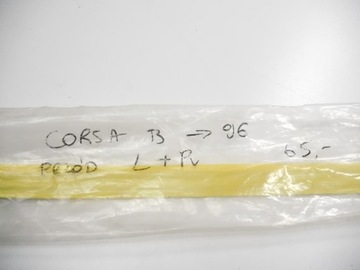 CORSA B → 96 65,-
PRZÓD L + P